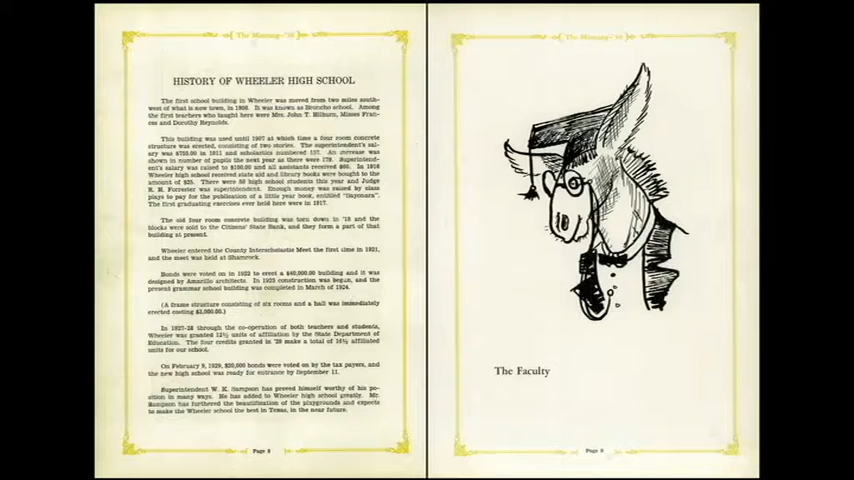 The Mustang-'30
HISTORY OF WHEELER HIGH SCHOOL
The first school building in Wheeler was moved from two miles south-
west of what is now town, in 1906. It was known as Broncho school. Among
the first teachers who taught here were Mrs. John T. Hilburn, Misses Fran-
ces and Dorothy Reynolds.
This building was used until 1907 at which time a four room concrete
structure was erected, consisting of two stories. The superintendent's sal-
ary was $755.00 in 1911 and scholastics numbered 157. An increase was
shown in number of pupils the next year as there were 179. Superintend-
ent's salary was raised to $100.00 and all assistants received $60. In 1916
Wheeler high school received state aid and library books were bought to the
amount of $25. There were 50 high school students this year and Judge
R. H. Forrester was superintendent. Enough money was raised by class
plays to pay for the publication of a little year book, entitled
The first graduating exercises ever held here were in 1917.
The old four room concrete building was torn down in '18 and the
blocks were sold to the Citizens' State Bank, and they form a part of that
building at present.
Wheeler entered the County Interscholastic Meet the first time in 1921,
and the meet was held at Shamrock.
Bonds were voted on in 1922 to erect a $40,000.00 building and it was
designed by Amarillo architects. In 1923 construction was begun, and the
present grammar school building was completed in March of 1924.
(A frame structure consisting of six rooms and a hall was immediately
erected costing $3,000.00.)
In 1927-28 through the co-operation of both teachers and students,
Wheeler was granted 12½ units of affiliation by the State Department of
Education. The four credits granted in '29 make a total of 16½ affiliated
units for our school.
On February 9, 1929, $20,000 bonds were voted on by the tax payers, and
the new high school was ready for entrance by September 11.
Superintendent W. K. Sampson has proved himself worthy of his po-
sition in many ways. He has added to Wheeler high school greatly. Mr.
Sampson has furthered the beautification of the playgrounds and expects
to make the Wheeler school the best in Texas, in the near future.
Page 8
The Mustang-'30
The Faculty
Page 9